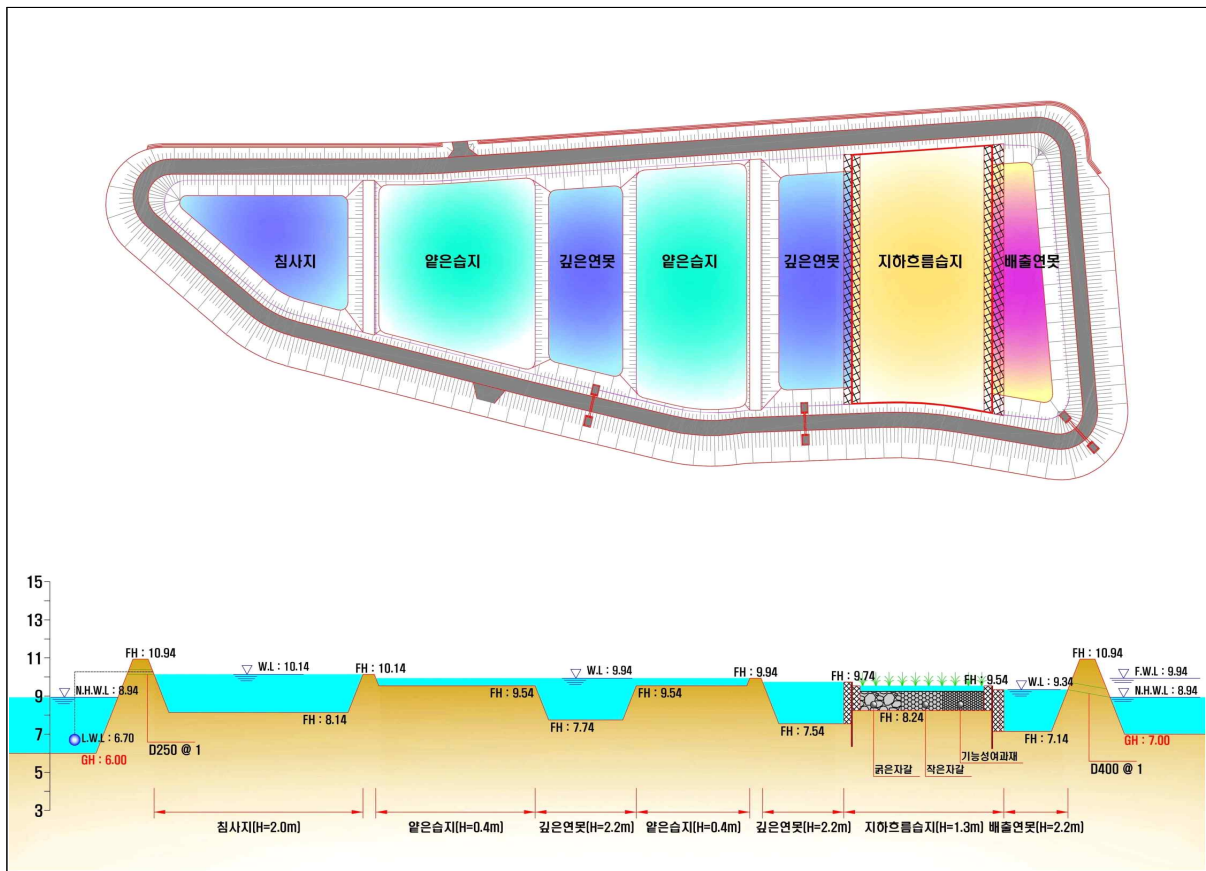 침사지
얕은습지
깊은연못
얕은습지
깊은연못
지하흐름습지
배출연못
15
13
11
9
7
5
3
FH : 10.94
N.H.W.L : 8.94
L.W.L : 6.70
GH : 6.00
D250 @ 1
W.L : 10.14
FH : 8.14
FH : 10.14
FH : 9.54
W.L : 9.94
FH : 7.74
FH : 9.54
FH : 9.94
FH : 7.54
FH : 9.74
FH : 8.24
굵은자갈
작은자갈
기능성여과재
FH : 9.54
W.L : 9.34
FH : 7.14
FH : 10.94
F.W.L : 9.94
N.H.W.L : 8.94
GH : 7.00
D400 @ 1
침사지(H=2.0m)
얕은습지(H=0.4m)
깊은연못(H=2.2m)
얕은습지(H=0.4m)
깊은연못(H=2.2m)
지하흐름습지(H=1.3m)
배출연못(H=2.2m)